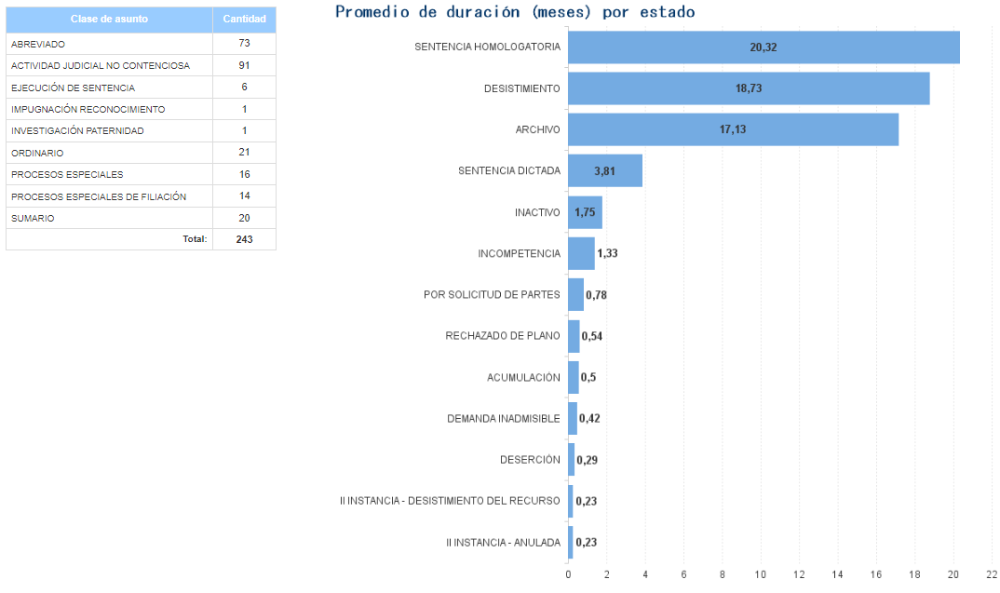 Clase de asunto Cantidad
ABREVIADO 73
ACTIVIDAD JUDICIAL NO CONTENCIOSA 91
EJECUCIÓN DE SENTENCIA 6
IMPUGNACIÓN RECONOCIMIENTO 1
INVESTIGACIÓN PATERNIDAD 1
ORDINARIO 21
PROCESOS ESPECIALES 16
PROCESOS ESPECIALES DE FILIACIÓN 14
SUMARIO 20
Total: 243
Promedio de duración (meses) por estado
SENTENCIA HOMOLOGATORIA 20,32
DESISTIMIENTO 18,73
ARCHIVO 17,13
SENTENCIA DICTADA 3,81
INACTIVO 1,75
INCOMPETENCIA 1,33
POR SOLICITUD DE PARTES 0,78
RECHAZADO DE PLANO 0,54
ACUMULACIÓN 0,5
DEMANDA INADMISIBLE 0,42
DESERCIÓN 0,29
II INSTANCIA - DESISTIMIENTO DEL RECURSO 0,23
II INSTANCIA - ANULADA 0,23
0 2 4 6 8 10 12 14 16 18 20 22